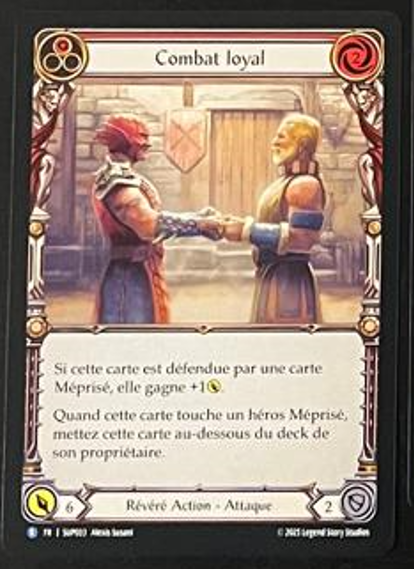 Combat loyal
2
Si cette carte est défendue par une carte
Méprisé, elle gagne +1
Quand cette carte touche un héros Méprisé,
mettez cette carte au-dessous du deck de
son propriétaire.
6
Révéré Action - Attaque
2
FR | SUP003 Alexis Susani
© 2025 Legend Story Studios